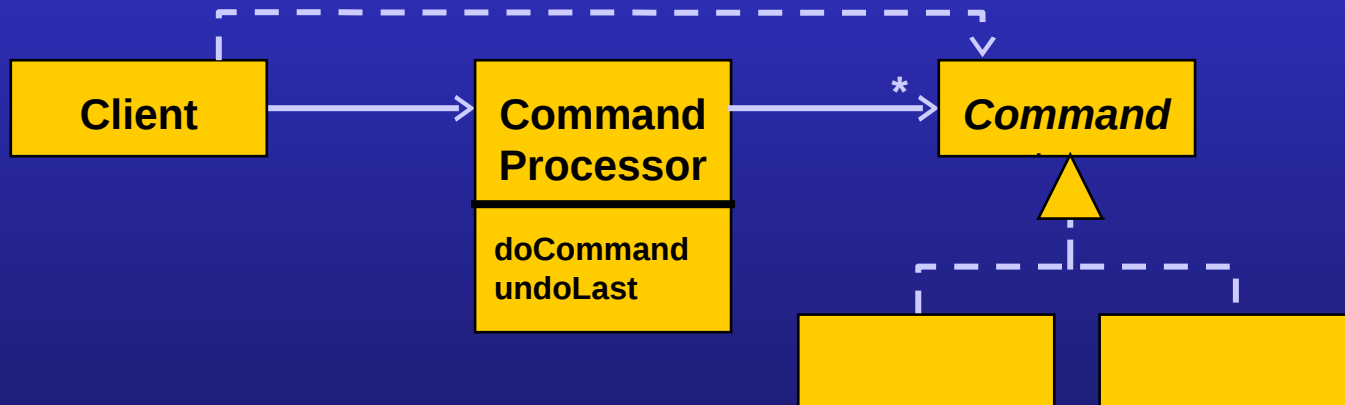 Client
Command
Processor
doCommand
undoLast
*
Command